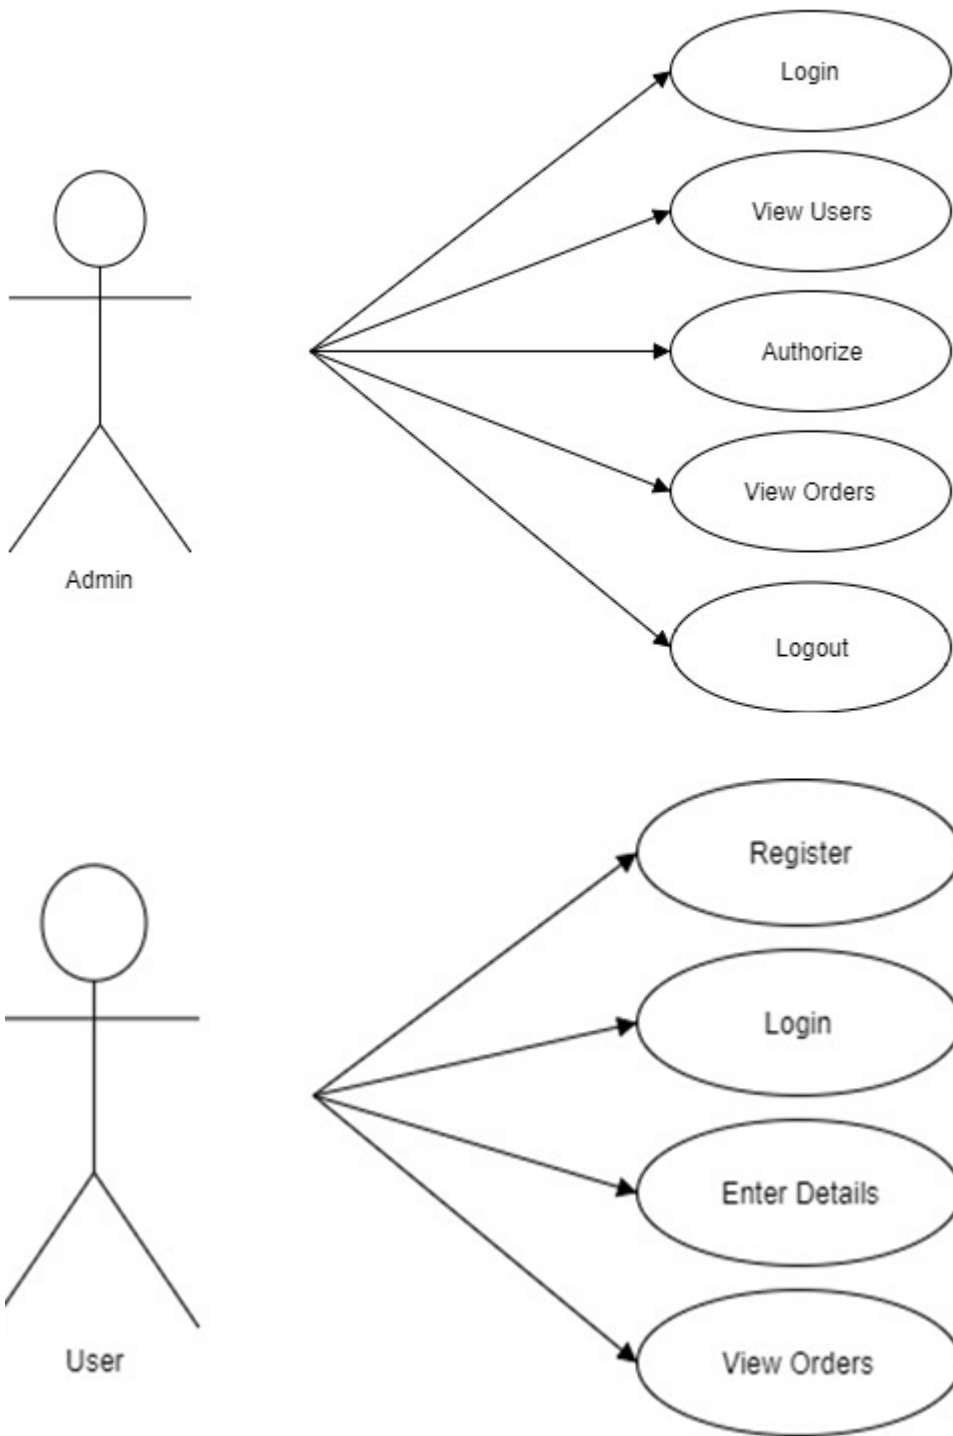 Login
View Users
Authorize
View Orders
Logout
Admin
Register
Login
Enter Details
View Orders
User